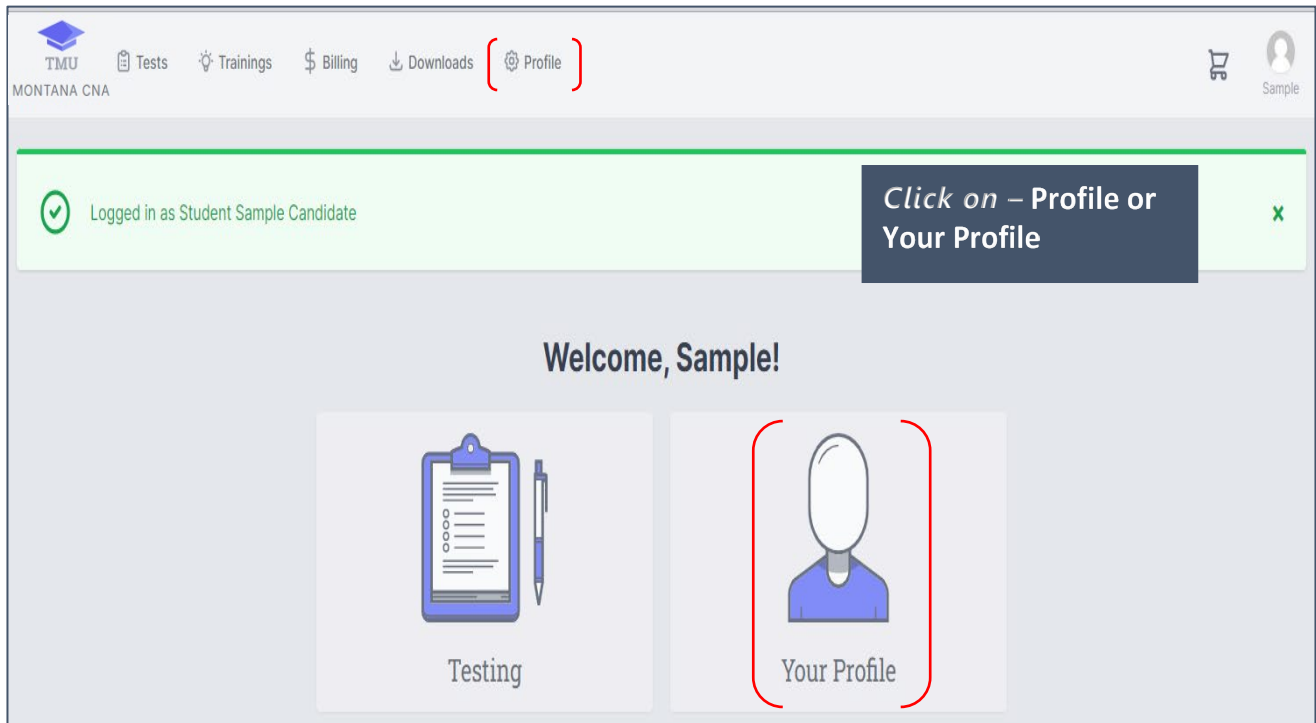 TMU
MONTANA CNA
Tests
Trainings
$ Billing
Downloads
Profile
Sample
Logged in as Student Sample Candidate
x
Click on – Profile or
Your Profile
Welcome, Sample!
Testing
Your Profile